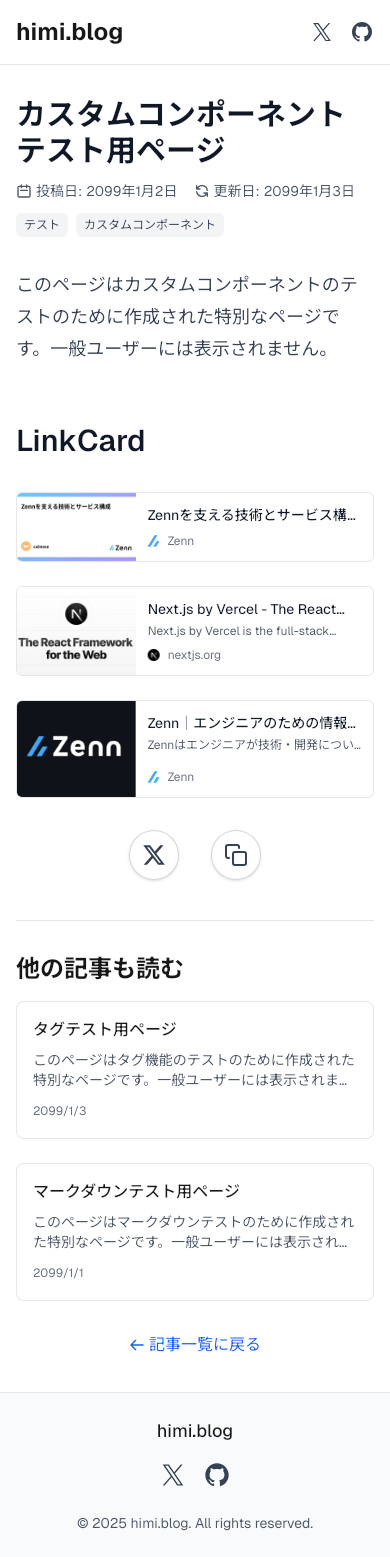 himi.blog
カスタムコンポーネント
テスト用ページ
投稿日: 2099年1月2日 更新日: 2099年1月3日
テスト カスタムコンポーネント
このページはカスタムコンポーネントのテ
ストのために作成された特別なページで
す。一般ユーザーには表示されません。
LinkCard
Zennを支える技術とサービス構成
catnose
Zenn
Zennを支える技術とサービス構...
Zenn
The React Framework
for the Web
Next.js by Vercel - The React...
Next.js by Vercel is the full-stack...
nextjs.org
Zenn
Zenn｜エンジニアのための情報...
Zennはエンジニアが技術・開発につい...
Zenn
他の記事も読む
タグテスト用ページ
このページはタグ機能のテストのために作成された
特別なページです。一般ユーザーには表示されま...
2099/1/3
マークダウンテスト用ページ
このページはマークダウンテストのために作成され
た特別なページです。一般ユーザーには表示され...
2099/1/1
← 記事一覧に戻る
himi.blog
© 2025 himi.blog. All rights reserved.